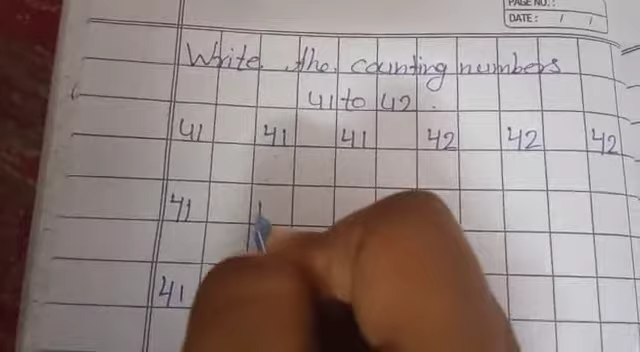 PAGE NO.:
DATE: / /
Write the counting numbers
41 to 42.
41 41 41 42 42 42
41
41